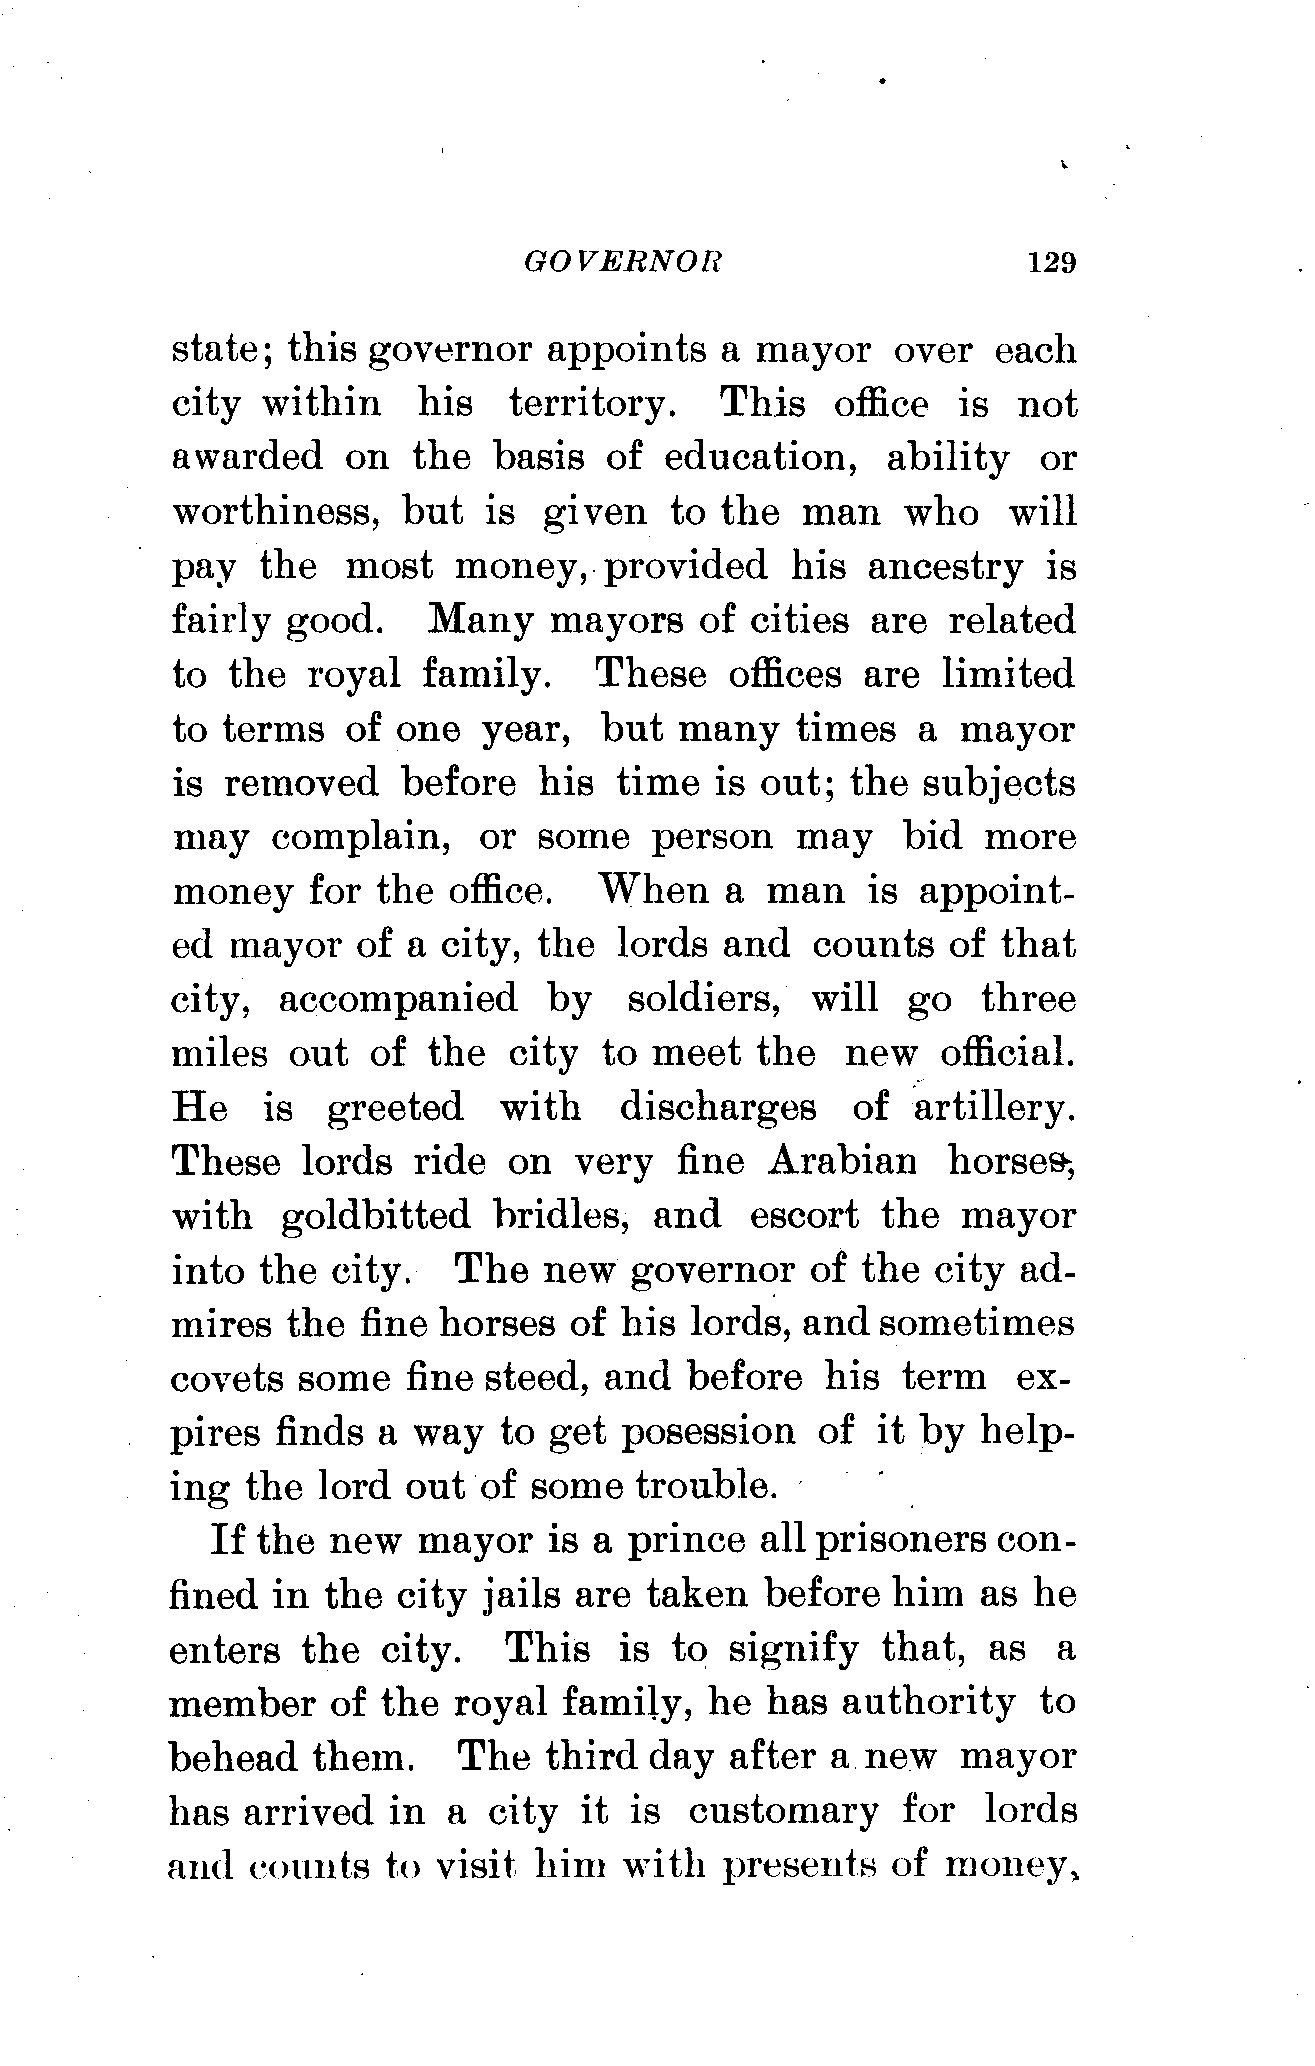 GOVERNOR 129
state; this governor appoints a mayor over each
city within his territory. This office is not
awarded on the basis of education, ability or
worthiness, but is given to the man who will
pay the most money, provided his ancestry is
fairly good. Many mayors of cities are related
to the royal family. These offices are limited
to terms of one year, but many times a mayor
is removed before his time is out; the subjects
may complain, or some person may bid more
money for the office. When a man is appoint-
ed mayor of a city, the lords and counts of that
city, accompanied by soldiers, will go three
miles out of the city to meet the new official.
He is greeted with discharges of artillery.
These lords ride on very fine Arabian horses,
with goldbitted bridles, and escort the mayor
into the city. The new governor of the city ad-
mires the fine horses of his lords, and sometimes
covets some fine steed, and before his term ex-
pires finds a way to get posession of it by help-
ing the lord out of some trouble.
If the new mayor is a prince all prisoners con-
fined in the city jails are taken before him as he
enters the city. This is to signify that, as a
member of the royal family, he has authority to
behead them. The third day after a new mayor
has arrived in a city it is customary for lords
and counts to visit him with presents of money,